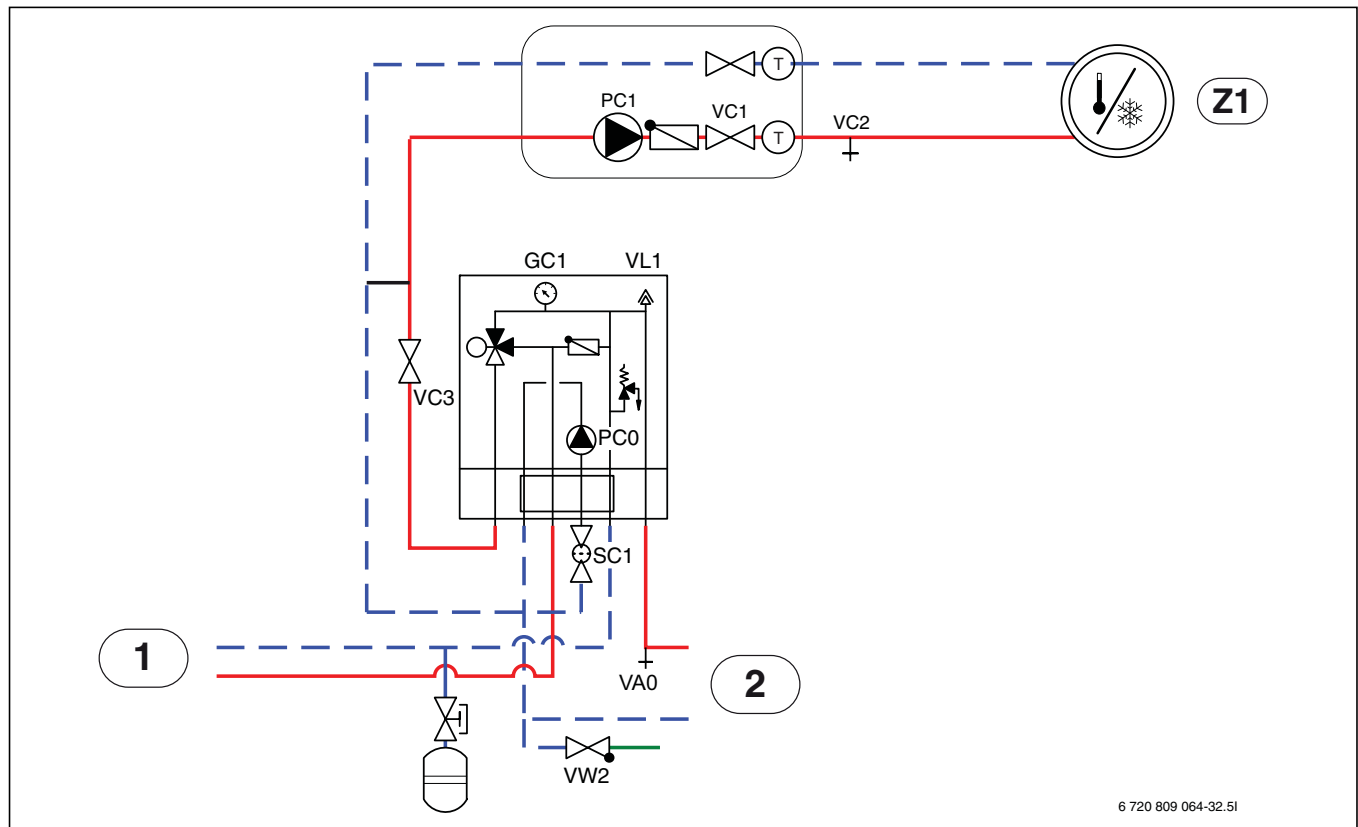 T
PC1
VC1
T
VC2
Z1
GC1
VL1
VC3
PC0
SC1
1
VA0
2
VW2
6 720 809 064-32.5I